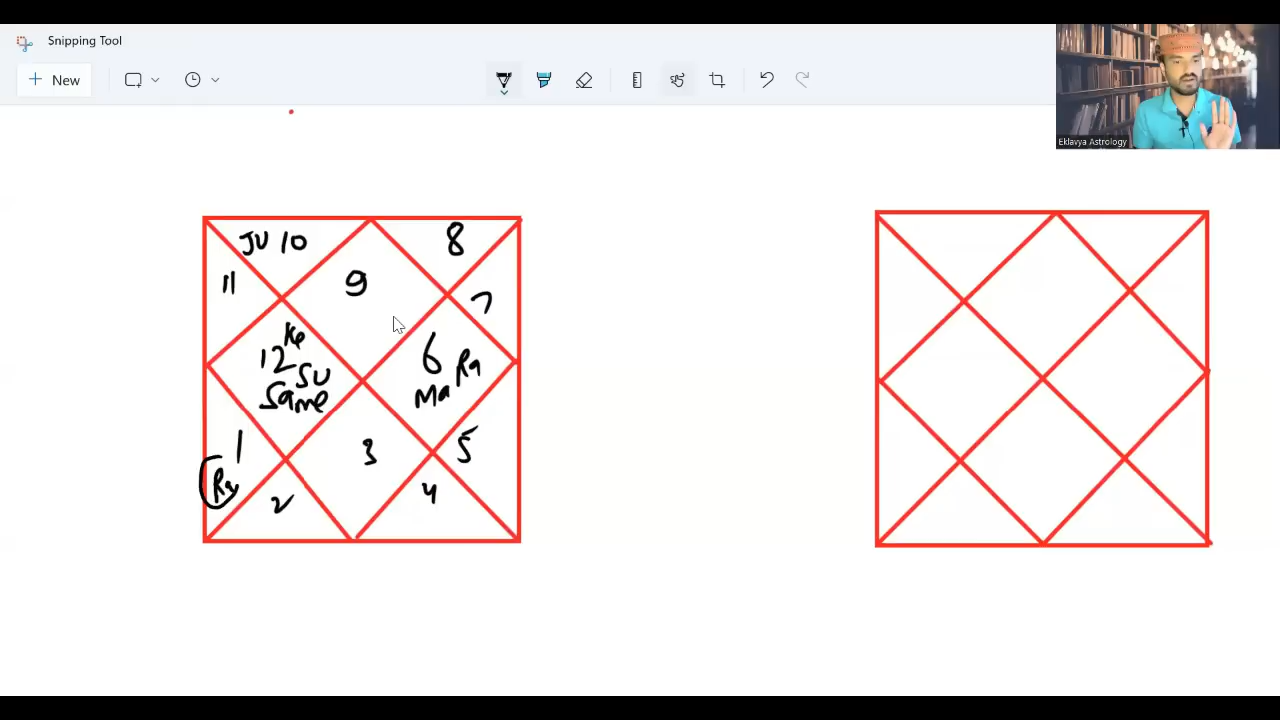 Snipping Tool
New
Eklavya Astrology
JU 10
8
11
9
7
12 Ke
SU
Same
6 Ra
Ma
1
Ra
3
5
2
4